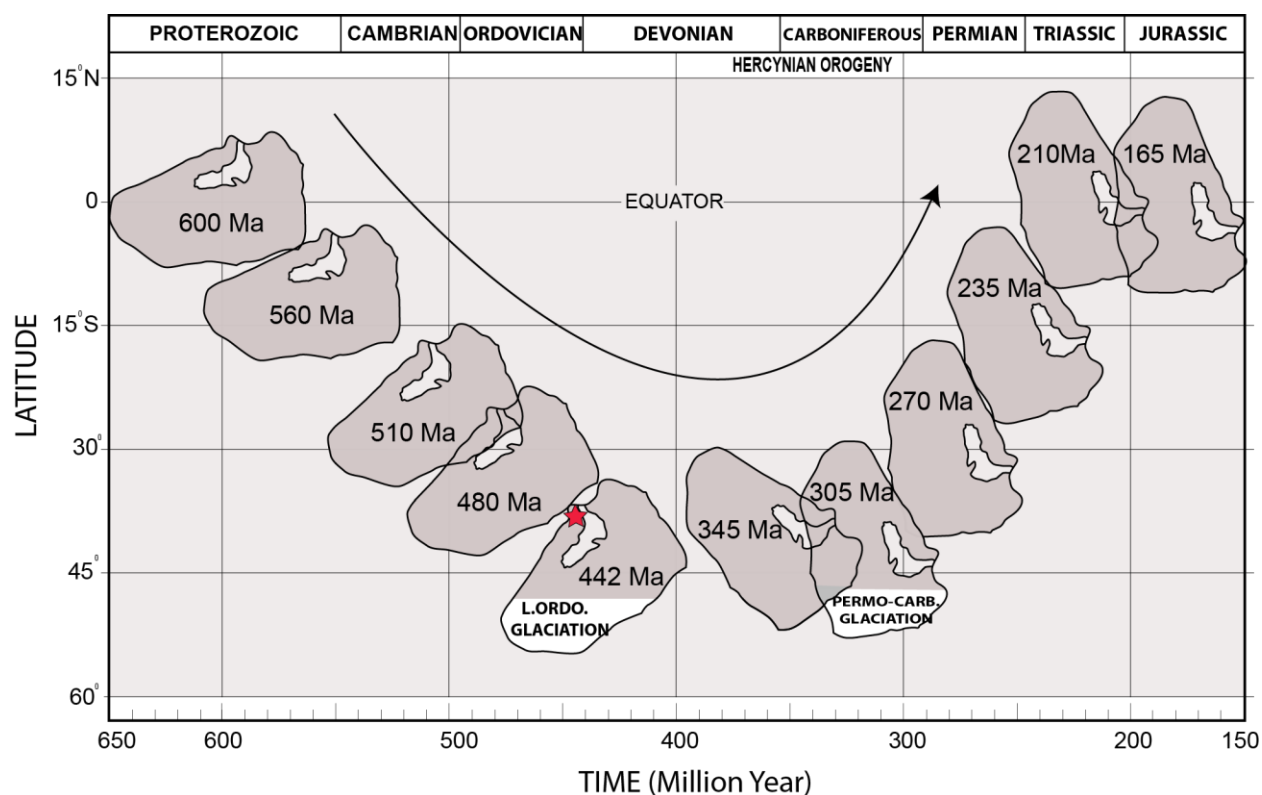 PROTEROZOIC CAMBRIAN ORDOVICIAN DEVONIAN CARBONIFEROUS PERMIAN TRIASSIC JURASSIC
HERCYNIAN OROGENY
15°N
0
15°S
30°
45°
60°
LATITUDE
EQUATOR
600 Ma
560 Ma
510 Ma
480 Ma
442 Ma
L.ORDO.
GLACIATION
345 Ma
305 Ma
PERMO-CARB.
GLACIATION
270 Ma
235 Ma
210Ma
165 Ma
650 600 500 400 300 200 150
TIME (Million Year)